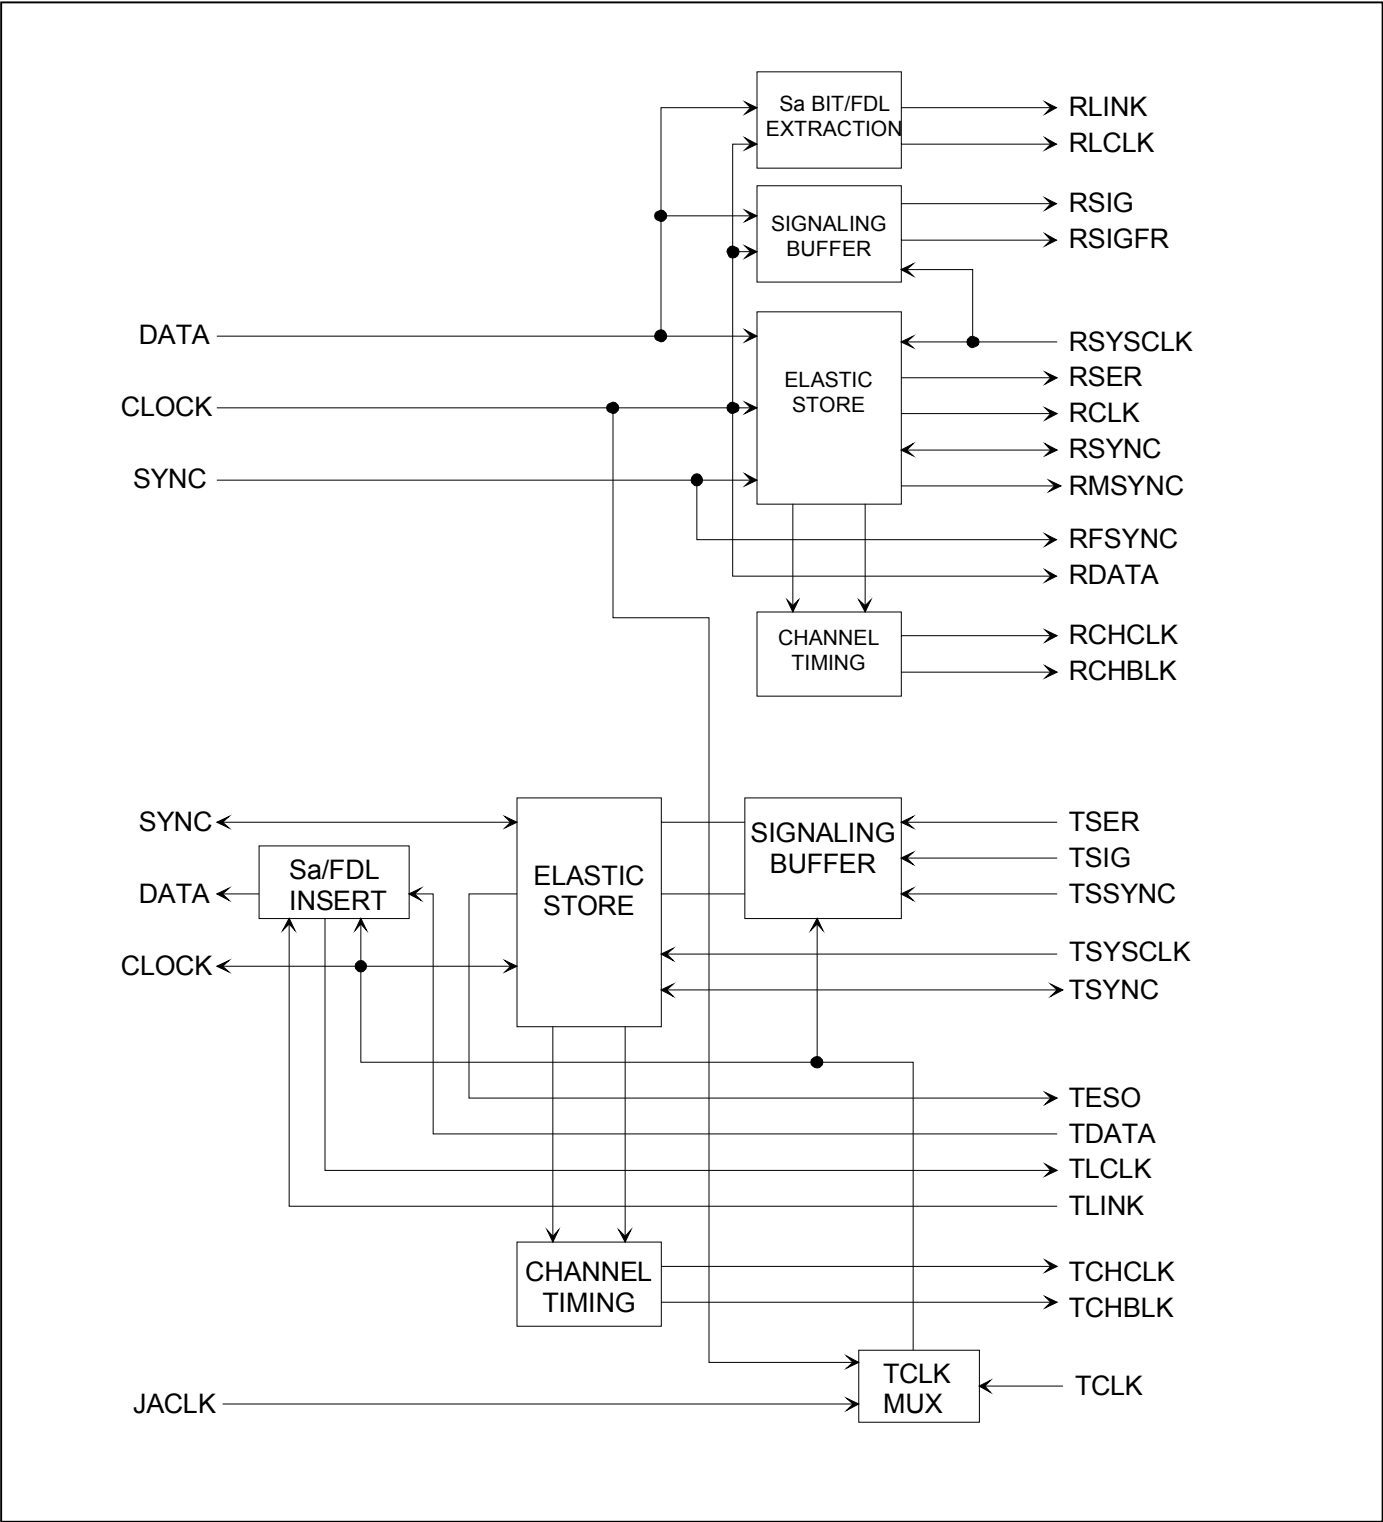 Sa BIT/FDL
EXTRACTION
RLINK
RLCLK
SIGNALING
BUFFER
RSIG
RSIGFR
DATA
CLOCK
SYNC
ELASTIC
STORE
RSYSCLK
RSER
RCLK
RSYNC
RMSYNC
RFSYNC
RDATA
CHANNEL
TIMING
RCHCLK
RCHBLK
SYNC
DATA
CLOCK
Sa/FDL
INSERT
ELASTIC
STORE
SIGNALING
BUFFER
TSER
TSIG
TSSYNC
TSYSCLK
TSYNC
TESO
TDATA
TLCLK
TLINK
CHANNEL
TIMING
TCHCLK
TCHBLK
JACLK
TCLK
MUX
TCLK